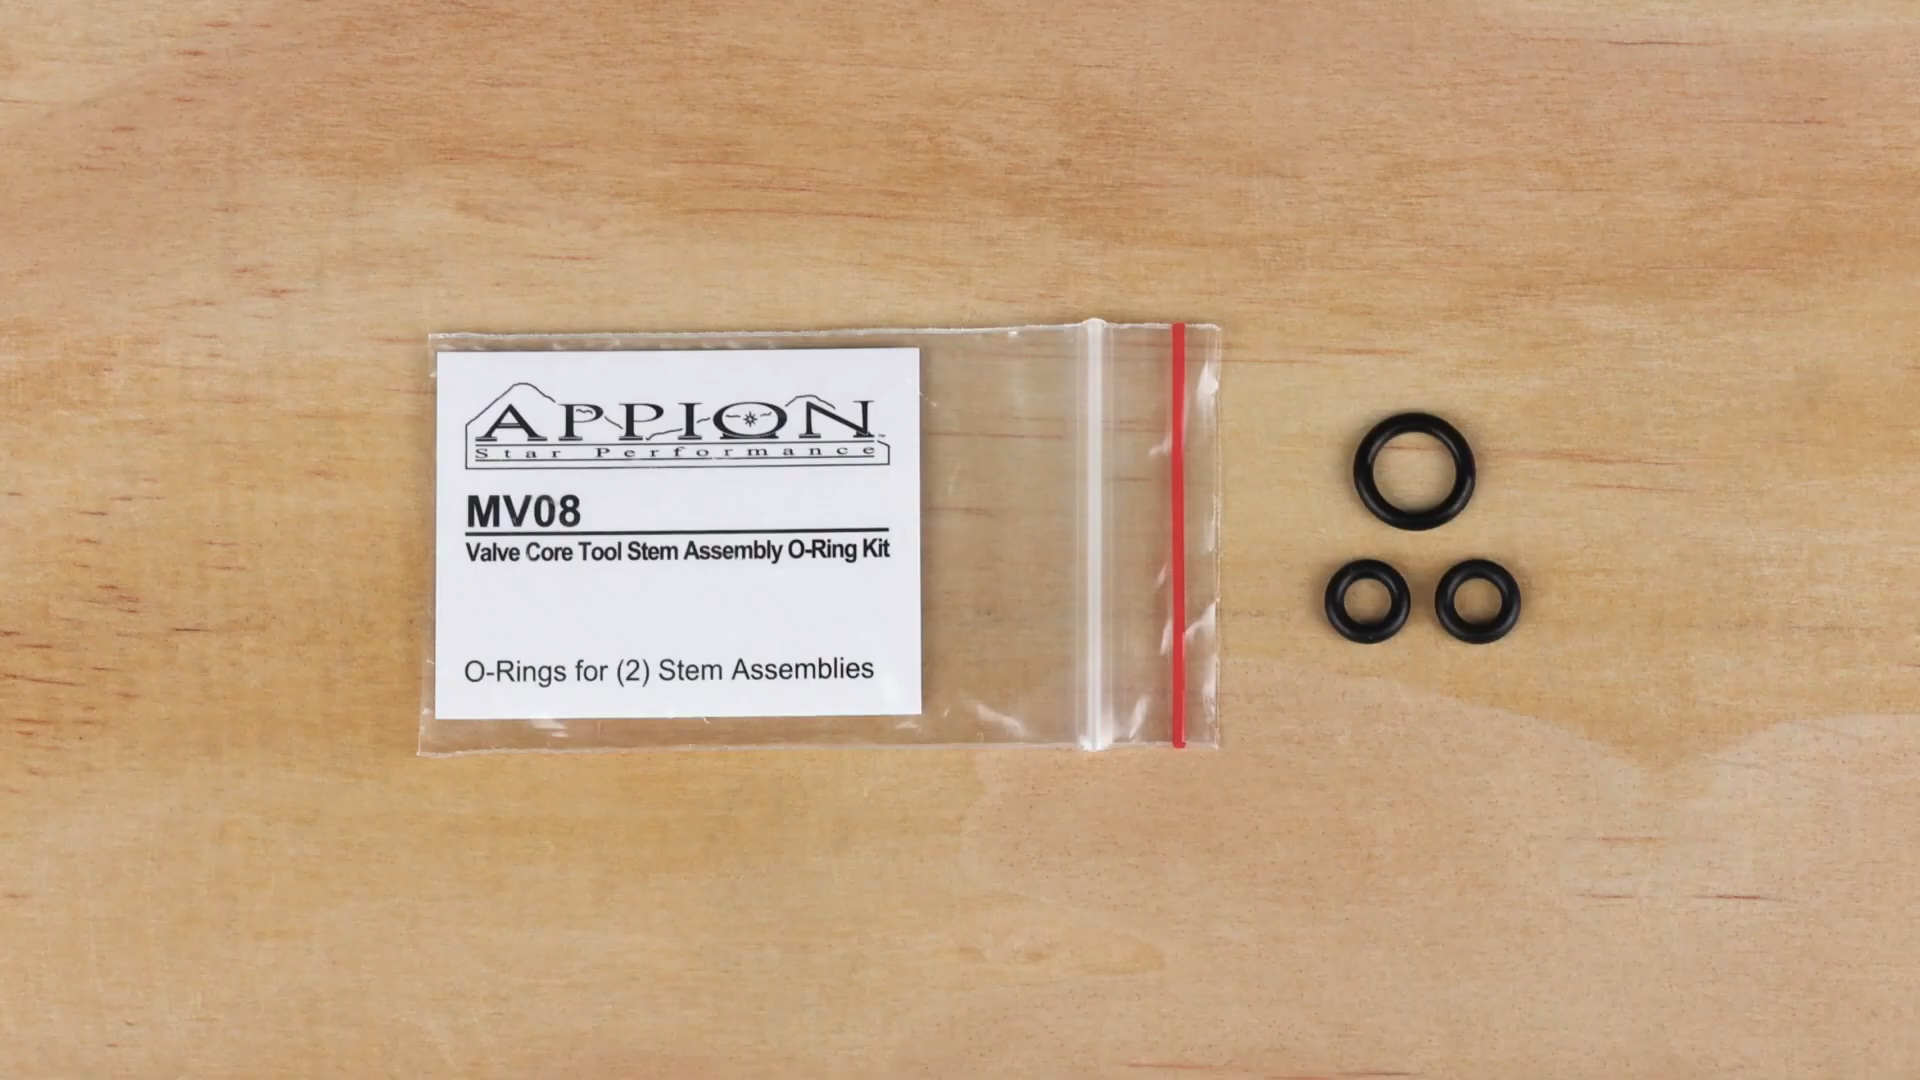 APPION
Star Performance
MV08
Valve Core Tool Stem Assembly O-Ring Kit
O-Rings for (2) Stem Assemblies